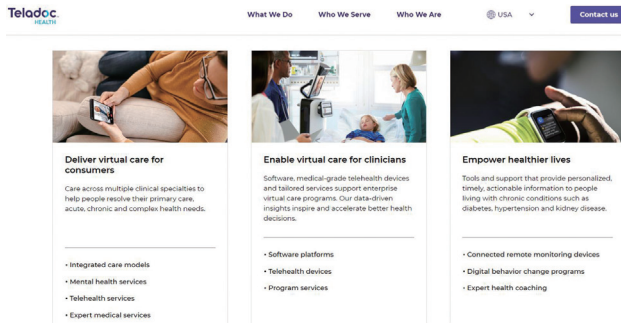 Teladoc.
HEALTH
What We Do
Who We Serve
Who We Are
USA
Contact us
Deliver virtual care for
consumers
Care across multiple clinical specialties to
help people resolve their primary care,
acute, chronic and complex health needs.
• Integrated care models
• Mental health services
• Telehealth services
• Expert medical services
Enable virtual care for clinicians
Software, medical-grade telehealth devices
and tailored services support enterprise
virtual care programs. Our data-driven
insights inspire and accelerate better health
decisions.
• Software platforms
• Telehealth devices
• Program services
Empower healthier lives
Tools and support that provide personalized,
timely, actionable information to people
living with chronic conditions such as
diabetes, hypertension and kidney disease.
• Connected remote monitoring devices
• Digital behavior change programs
• Expert health coaching